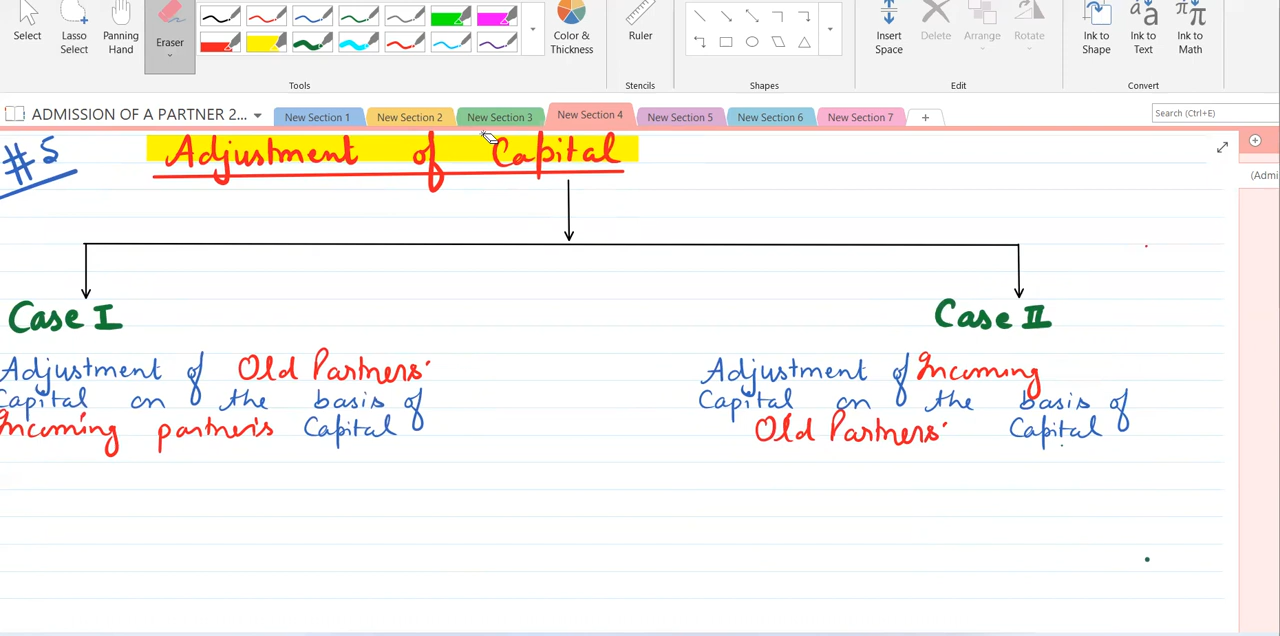 Select
Lasso Select
Panning Hand
Eraser
Color & Thickness
Ruler
Insert Space
Delete
Arrange
Rotate
Ink to Shape
Ink to Text
Ink to Math
Tools
Stencils
Shapes
Edit
Convert
ADMISSION OF A PARTNER 2...
New Section 1
New Section 2
New Section 3
New Section 4
New Section 5
New Section 6
New Section 7
Search (Ctrl+E)
(Admi
#5
Adjustment of Capital
Case I
Adjustment of Old Partners'
Capital on the basis of
Incoming partner's Capital
Case II
Adjustment of Incoming
Capital on the basis of
Old Partners' Capital